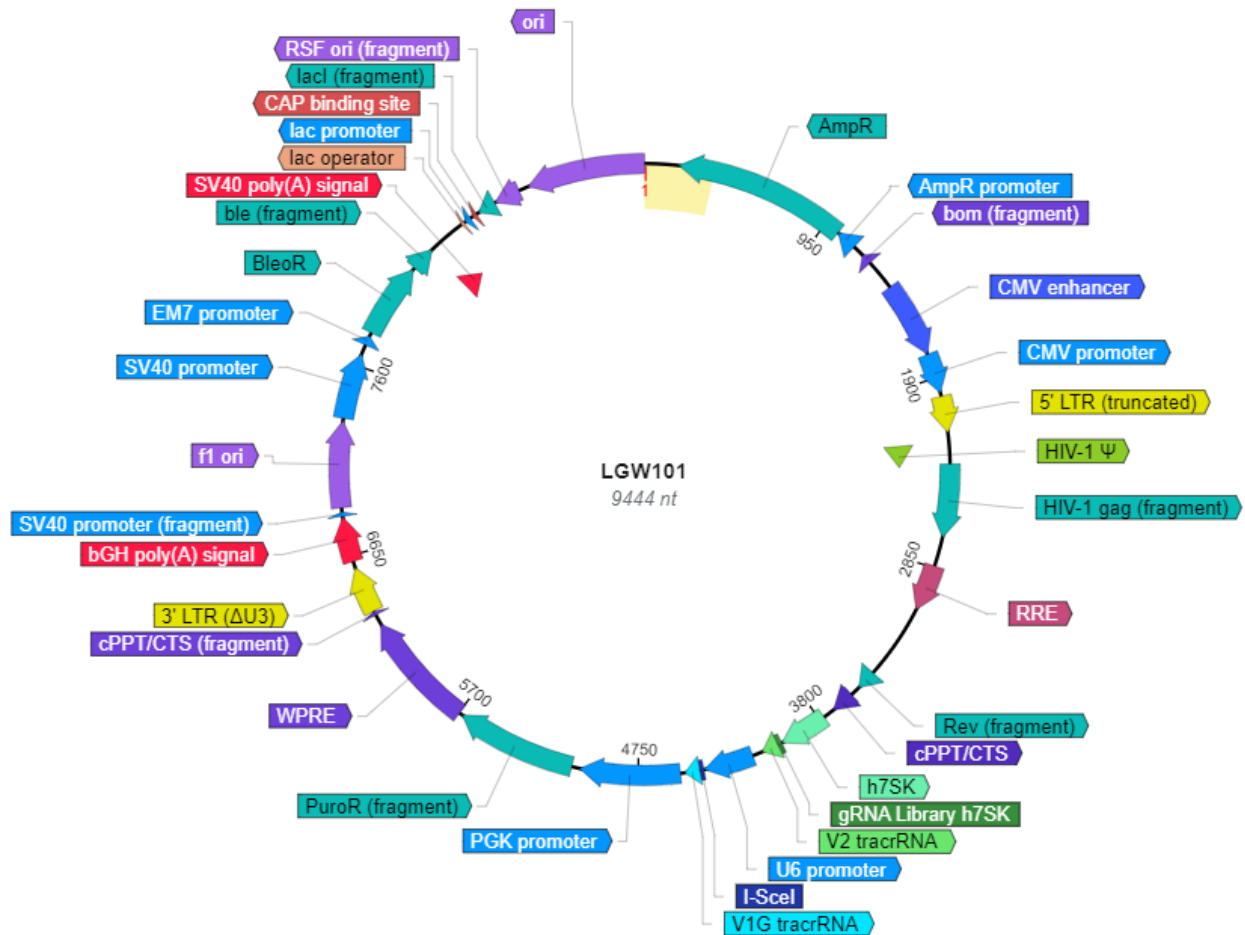 ori
RSF ori (fragment)
lacI (fragment)
CAP binding site
lac promoter
lac operator
SV40 poly(A) signal
ble (fragment)
BleoR
EM7 promoter
SV40 promoter
f1 ori
SV40 promoter (fragment)
bGH poly(A) signal
3' LTR (ΔU3)
cPPT/CTS (fragment)
WPRE
PuroR (fragment)
PGK promoter
AmpR
AmpR promoter
bom (fragment)
CMV enhancer
CMV promoter
5' LTR (truncated)
HIV-1 Ψ
HIV-1 gag (fragment)
RRE
Rev (fragment)
cPPT/CTS
h7SK
gRNA Library h7SK
V2 tracrRNA
U6 promoter
I-SceI
V1G tracrRNA
1
950
1900
2850
3800
4750
5700
6650
7600
LGW101
9444 nt